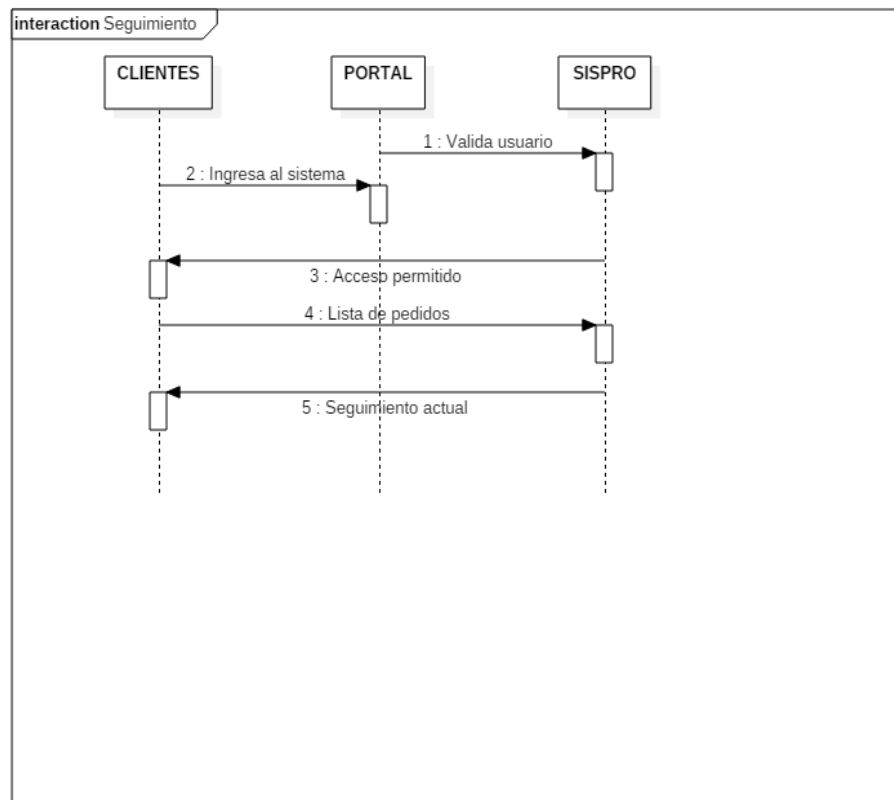 interaction Seguimiento
CLIENTES
PORTAL
SISPRO
1 : Valida usuario
2 : Ingresa al sistema
3 : Acceso permitido
4 : Lista de pedidos
5 : Seguimiento actual